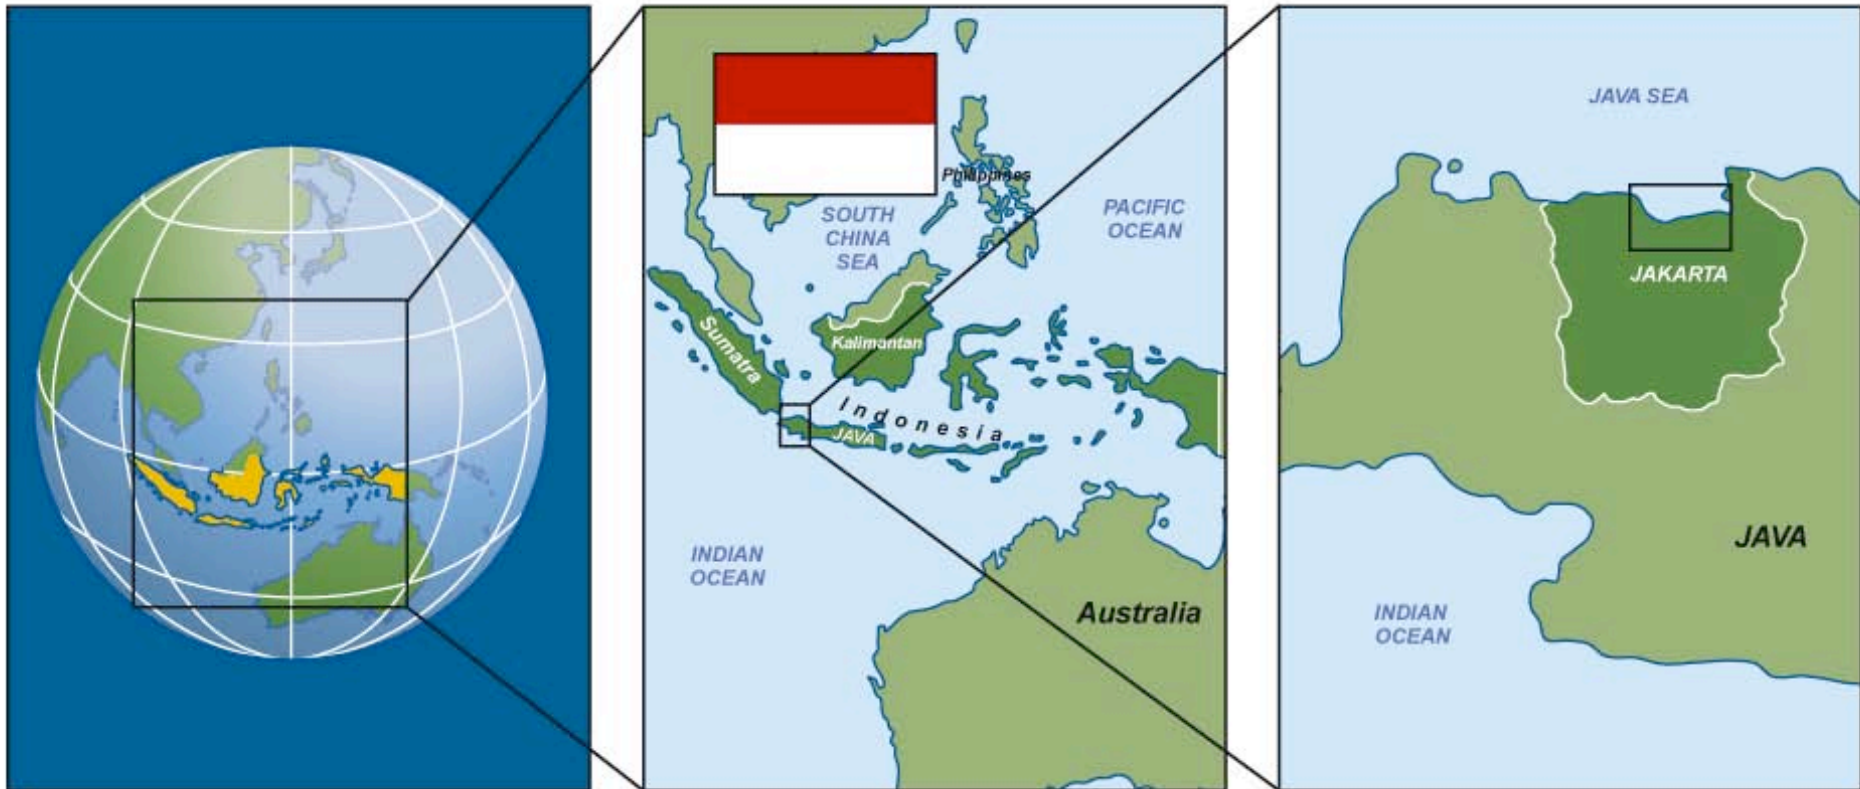 Philippines
SOUTH
CHINA
SEA
PACIFIC
OCEAN
Sumatra
Kalimantan
Indonesia
JAVA
INDIAN
OCEAN
Australia
JAVA SEA
JAKARTA
JAVA
INDIAN
OCEAN